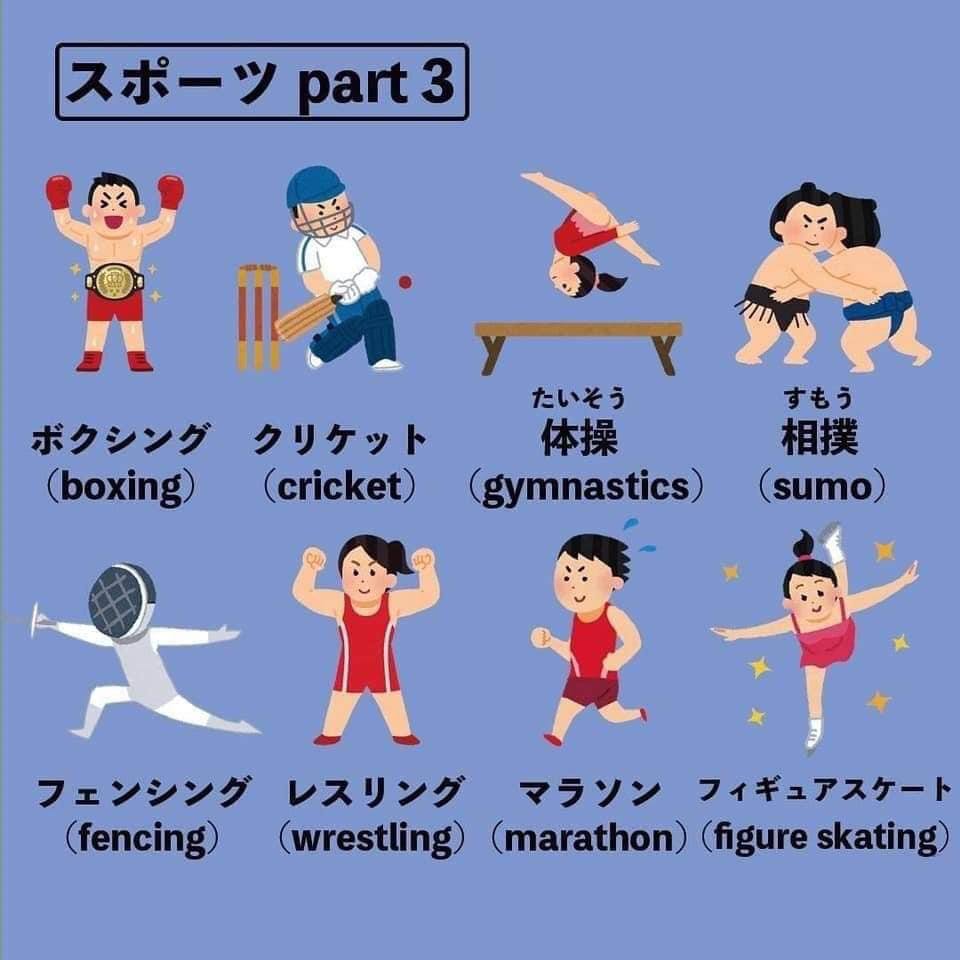 スポーツ part 3
ボクシング
（boxing）
クリケット
（cricket）
たいそう
体操
（gymnastics）
すもう
相撲
（sumo）
フェンシング
（fencing）
レスリング
（wrestling）
マラソン
（marathon）
フィギュアスケート
（figure skating）